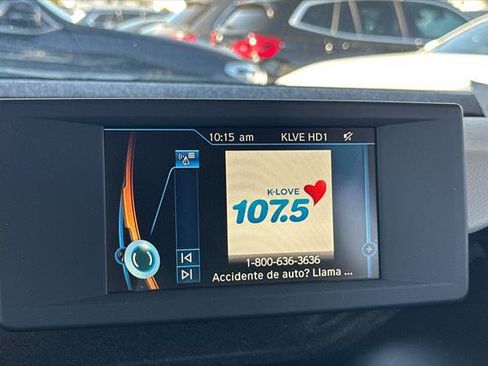 10:15 am KLVE HD1
K-LOVE
107.5
1-800-636-3636
Accidente de auto? Llama ...